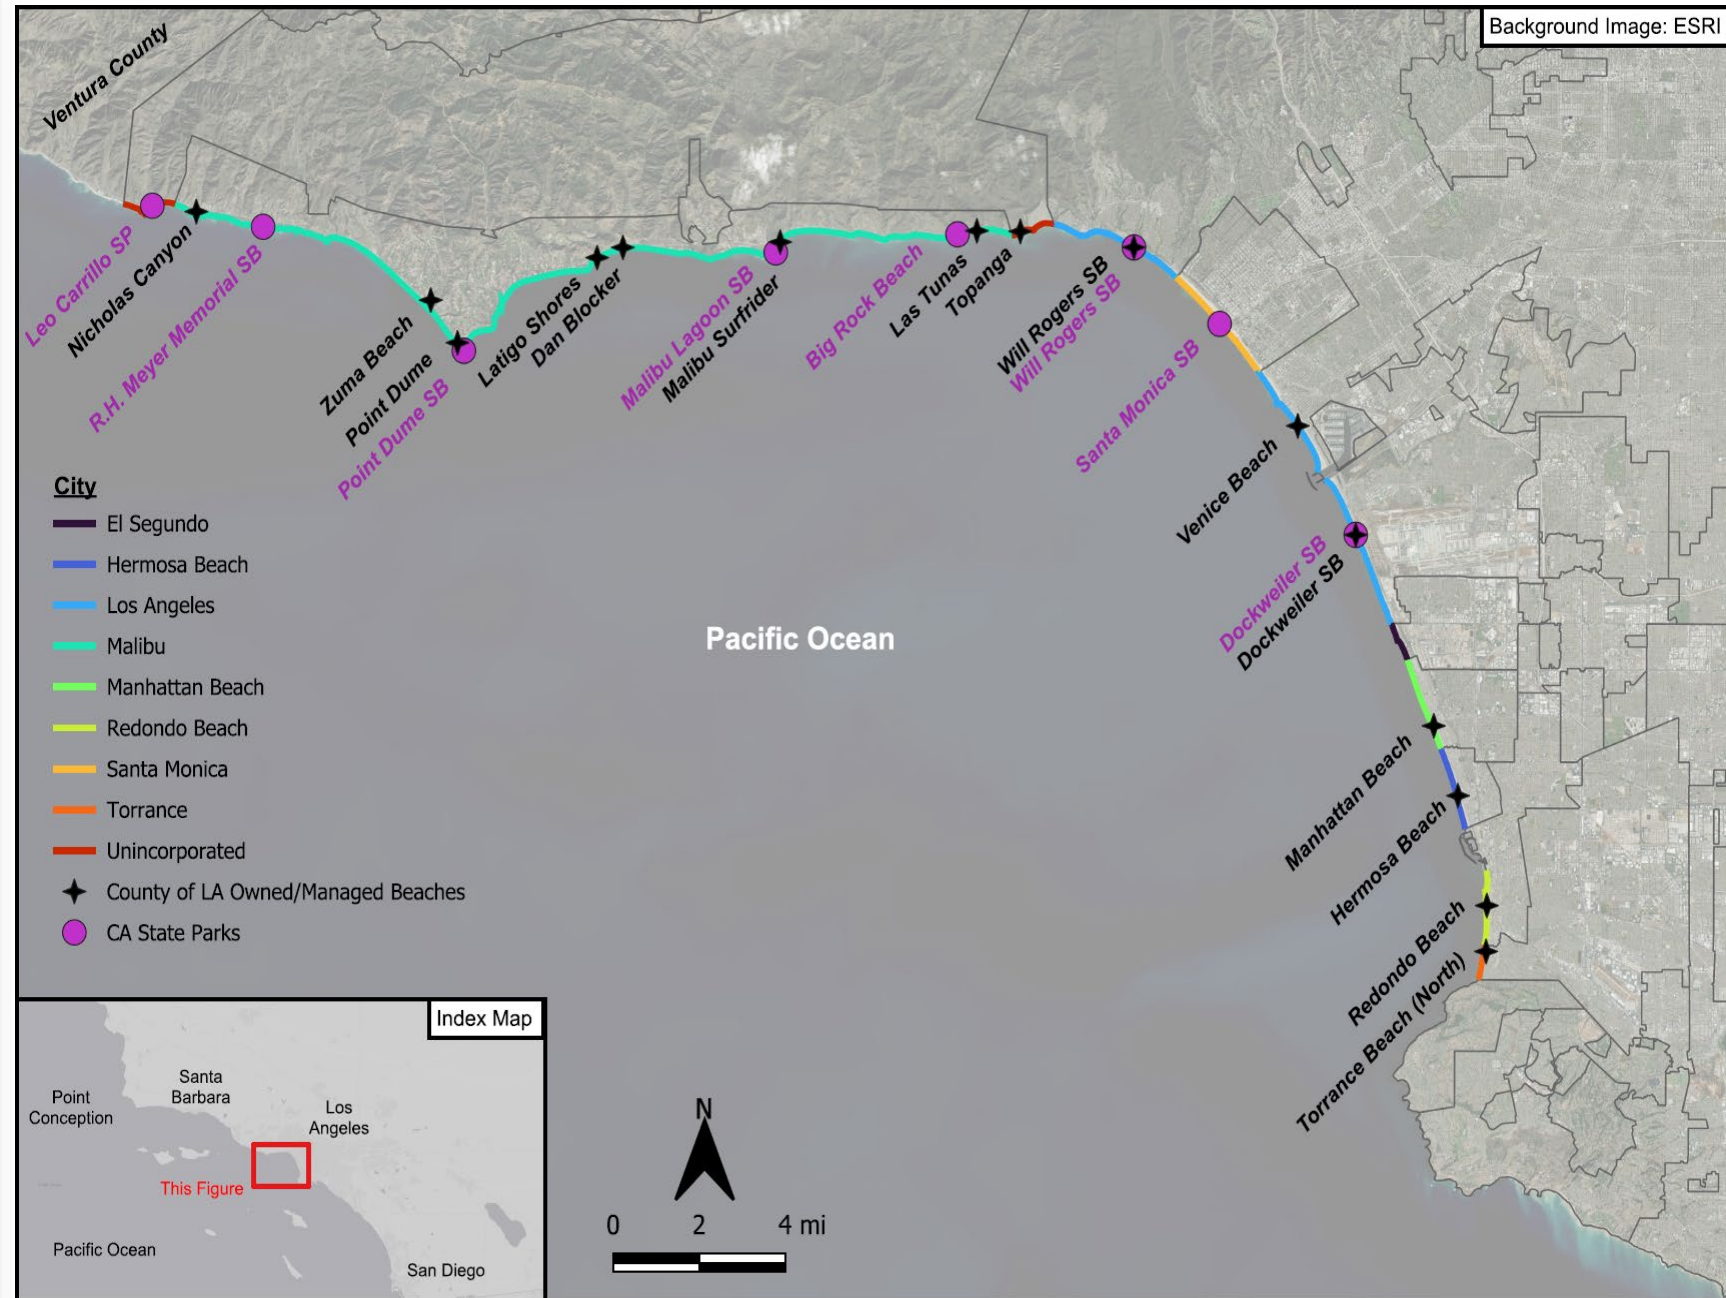 Background Image: ESRI
Ventura County
Leo Carrillo SP
Nicholas Canyon
R.H. Meyer Memorial SB
Zuma Beach
Point Dume
Point Dume SB
Latigo Shores
Dan Blocker
Malibu Lagoon SB
Malibu Surfrider
Big Rock Beach
Las Tunas
Topanga
Will Rogers SB
Will Rogers SB
Santa Monica SB
Venice Beach
Dockweiler SB
Dockweiler SB
Manhattan Beach
Hermosa Beach
Redondo Beach
Torrance Beach (North)
Pacific Ocean
City
El Segundo
Hermosa Beach
Los Angeles
Malibu
Manhattan Beach
Redondo Beach
Santa Monica
Torrance
Unincorporated
County of LA Owned/Managed Beaches
CA State Parks
Index Map
Point
Conception
Santa
Barbara
Los
Angeles
This Figure
Pacific Ocean
San Diego
N
0 2 4 mi